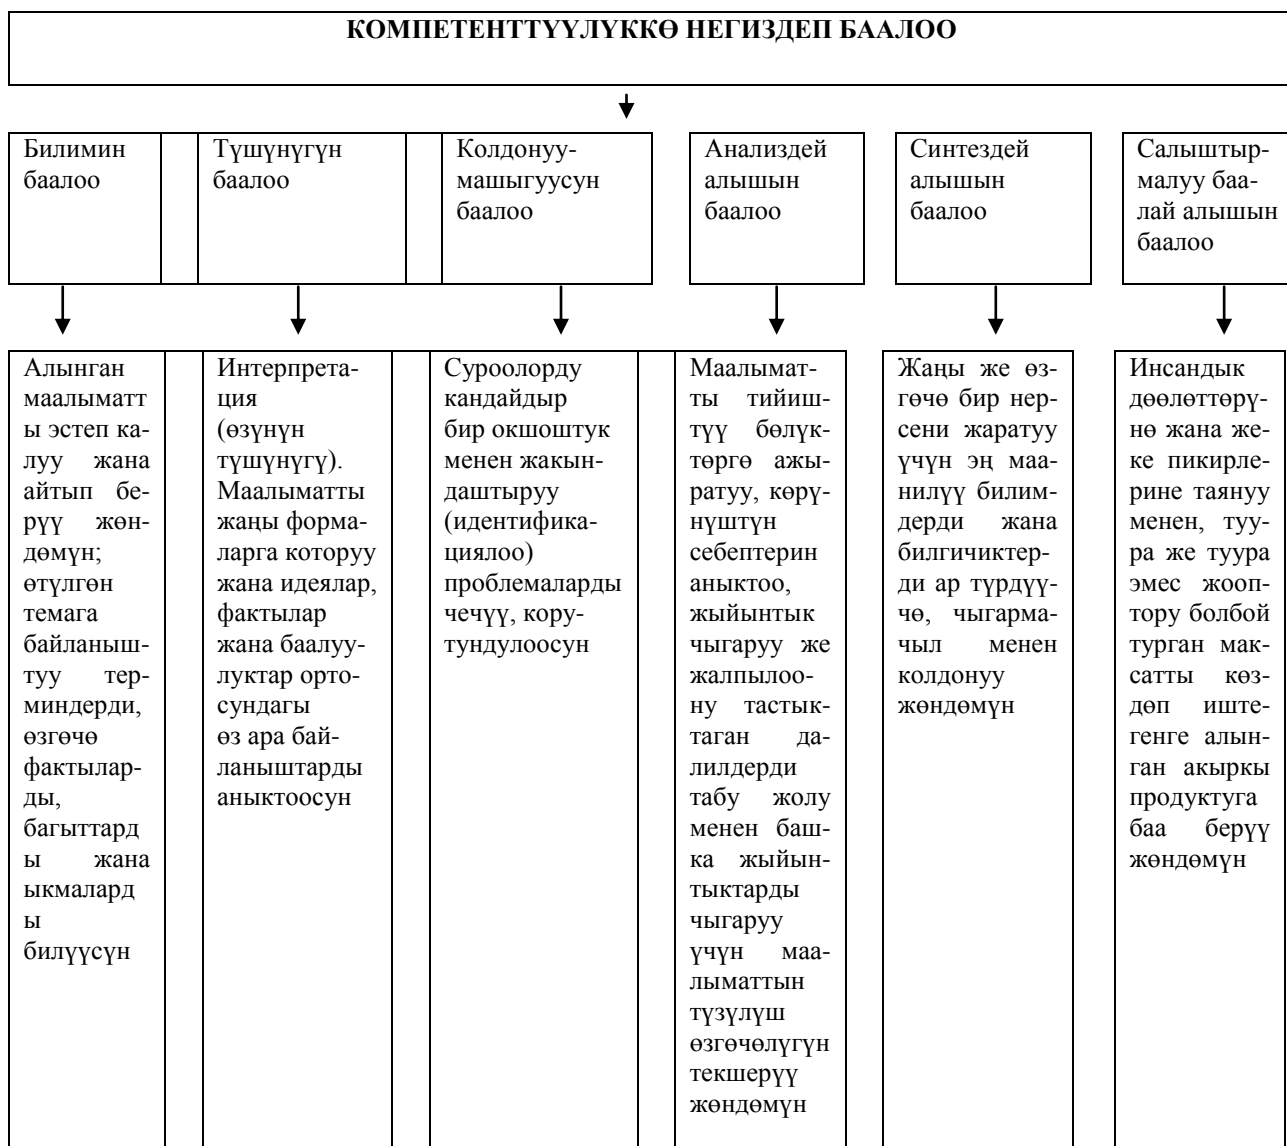 КОМПЕТЕНТТҮҮЛҮККӨ НЕГИЗДЕП БААЛОО
Билимин
баалоо
Түшүнүгүн
баалоо
Колдонуу-
машыгуусун
баалоо
Анализдей
алышын
баалоо
Синтездей
алышын
баалоо
Салыштыр-
малуу баа-
лай алышын
баалоо
Алынган
маалыматт
ы эстеп ка-
луу жана
айтып бе-
рүү жөн-
дөмүн;
өтүлгөн
темага
байланыш-
туу тер-
миндерди,
өзгөчө
фактылар-
ды,
багыттард
ы жана
ыкмалард
ы
билүүсүн
Интерпрета-
ция
(өзүнүн
түшүнүгү).
Маалыматты
жаңы форма-
ларга которуу
жана идеялар,
фактылар
жана баалуу-
луктар орто-
сундагы
өз ара бай-
ланыштарды
аныктоосун
Суроолорду
кандайдыр
бир окшоштук
менен жакын-
даштыруу
(идентифика-
циялоо)
проблемаларды
чечүү, кору-
тундулоосун
Маалымат-
ты тийиш-
түү бөлүк-
төргө ажы-
ратуу, көрү-
нүштүн
себептерин
аныктоо,
жыйынтык
чыгаруу же
жалпылоо-
ну тастык-
таган да-
лилдерди
табу жолу
менен баш-
ка жыйын-
тыктарды
чыгаруу
үчүн маа-
лыматтын
түзүлүш
өзгөчөлүгүн
текшерүү
жөндөмүн
Жаңы же өз-
гөчө бир нер-
сени жаратуу
үчүн эң маа-
нилүү билим-
дерди жана
билгичиктер-
ди ар түрдүү-
чө, чыгарма-
чыл менен
колдонуу
жөндөмүн
Инсандык
дөөлөттөрү-
нө жана же-
ке пикирле-
рине таянуу
менен, туу-
ра же туура
эмес жооп-
тору болбой
турган мак-
сатты көз-
дөп иште-
генге алын-
ган акыркы
продуктуга
баа берүү
жөндөмүн